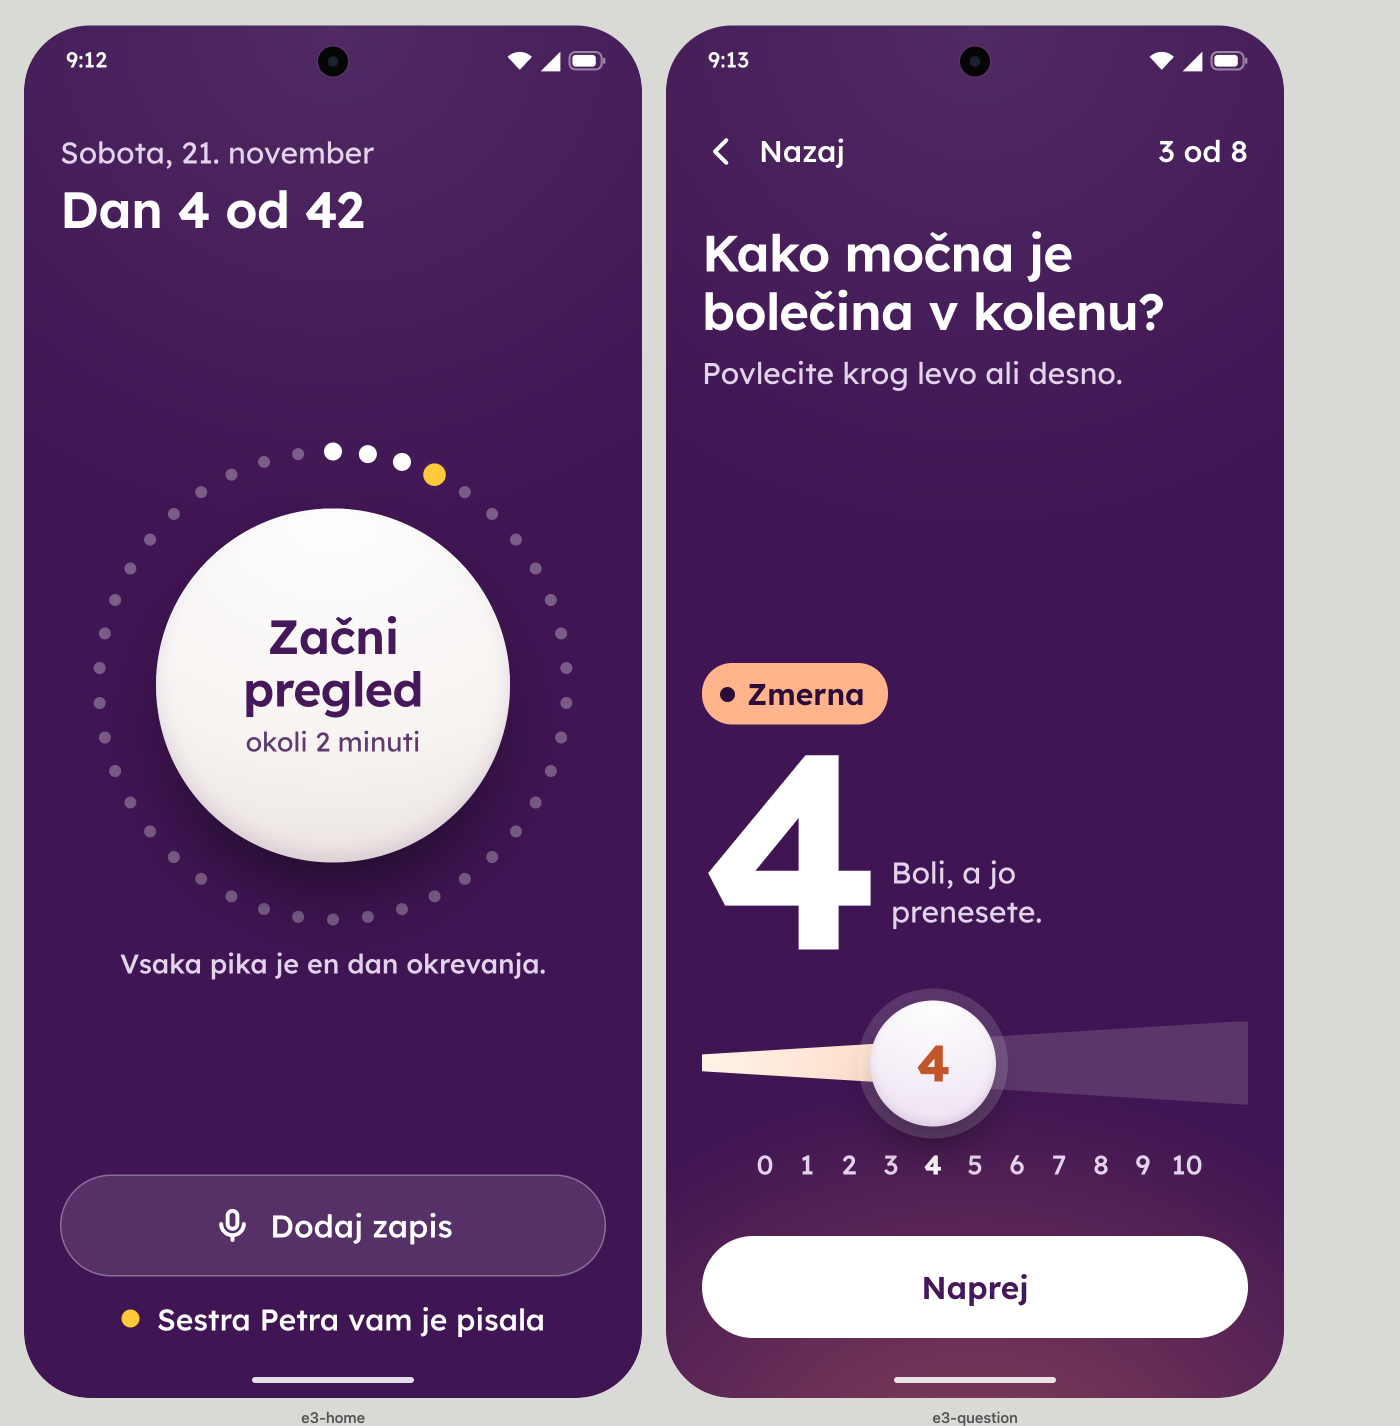 9:12
Sobota, 21. november
Dan 4 od 42
Začni
pregled
okoli 2 minuti
Vsaka pika je en dan okrevanja.
Dodaj zapis
Sestra Petra vam je pisala
e3-home
9:13
Nazaj
3 od 8
Kako močna je
bolečina v kolenu?
Povlecite krog levo ali desno.
Zmerna
4
Boli, a jo
prenesete.
4
0 1 2 3 4 5 6 7 8 9 10
Naprej
e3-question